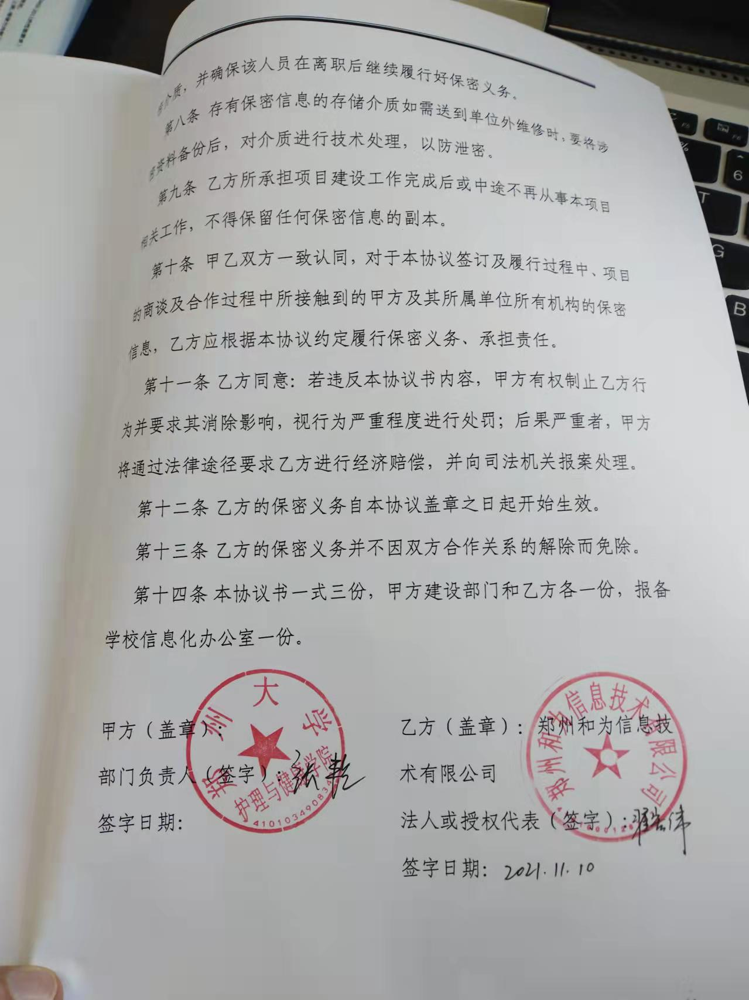 密介质，并确保该人员在离职后继续履行好保密义务。
第八条 存有保密信息的存储介质如需送到单位外维修时，要将涉
密资料备份后，对介质进行技术处理，以防泄密。
第九条 乙方所承担项目建设工作完成后或中途不再从事本项目
相关工作，不得保留任何保密信息的副本。
第十条 甲乙双方一致认同，对于本协议签订及履行过程中、项目
的商谈及合作过程中所接触到的甲方及其所属单位所有机构的保密
信息，乙方应根据本协议约定履行保密义务、承担责任。
第十一条 乙方同意：若违反本协议书内容，甲方有权制止乙方行
为并要求其消除影响，视行为严重程度进行处罚；后果严重者，甲方
将通过法律途径要求乙方进行经济赔偿，并向司法机关报案处理。
第十二条 乙方的保密义务自本协议盖章之日起开始生效。
第十三条 乙方的保密义务并不因双方合作关系的解除而免除。
第十四条 本协议书一式三份，甲方建设部门和乙方各一份，报备
学校信息化办公室一份。
甲方（盖章）：
部门负责人（签字）：
签字日期：
郑州大学
护理与健康学院
410103490834
乙方（盖章）：郑州和为信息技
术有限公司
法人或授权代表（签字）：
签字日期：2021.11.10
郑州和为信息技术有限公司
F6
F6
6
T
G
B